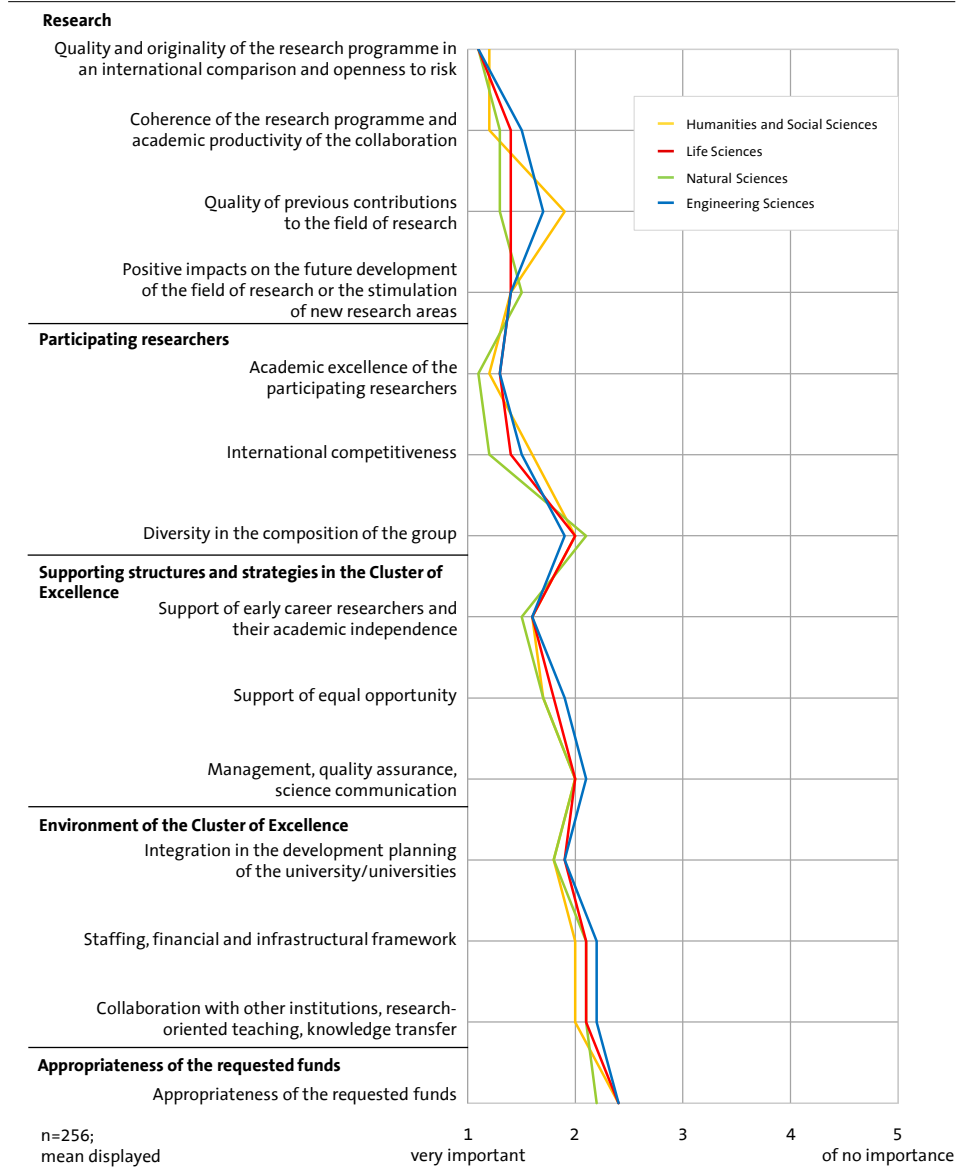 Research
Quality and originality of the research programme in
an international comparison and openness to risk
Coherence of the research programme and
academic productivity of the collaboration
Quality of previous contributions
to the field of research
Positive impacts on the future development
of the field of research or the stimulation
of new research areas
Humanities and Social Sciences
Life Sciences
Natural Sciences
Engineering Sciences
Participating researchers
Academic excellence of the
participating researchers
International competitiveness
Diversity in the composition of the group
Supporting structures and strategies in the Cluster of
Excellence
Support of early career researchers and
their academic independence
Support of equal opportunity
Management, quality assurance,
science communication
Environment of the Cluster of Excellence
Integration in the development planning
of the university/universities
Staffing, financial and infrastructural framework
Collaboration with other institutions, research-
oriented teaching, knowledge transfer
Appropriateness of the requested funds
Appropriateness of the requested funds
n=256;
mean displayed
1 2 3 4 5
very important of no importance